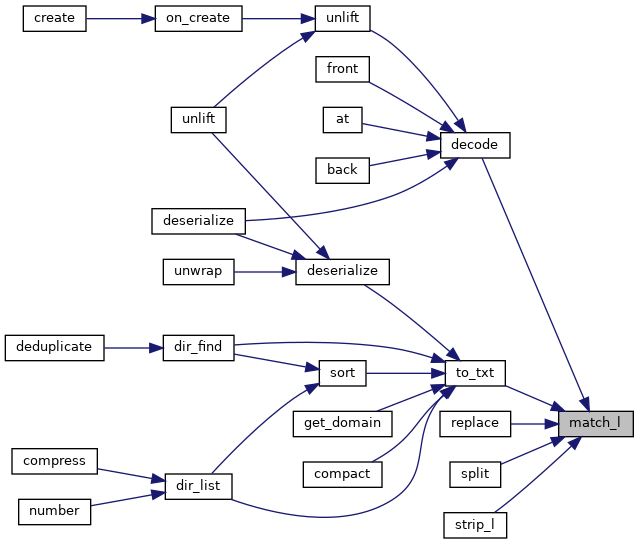 create
on_create
unlift
front
unlift
at
decode
back
deserialize
unwrap
deserialize
deduplicate
dir_find
sort
to_txt
get_domain
replace
match_l
compress
compact
split
dir_list
number
strip_l